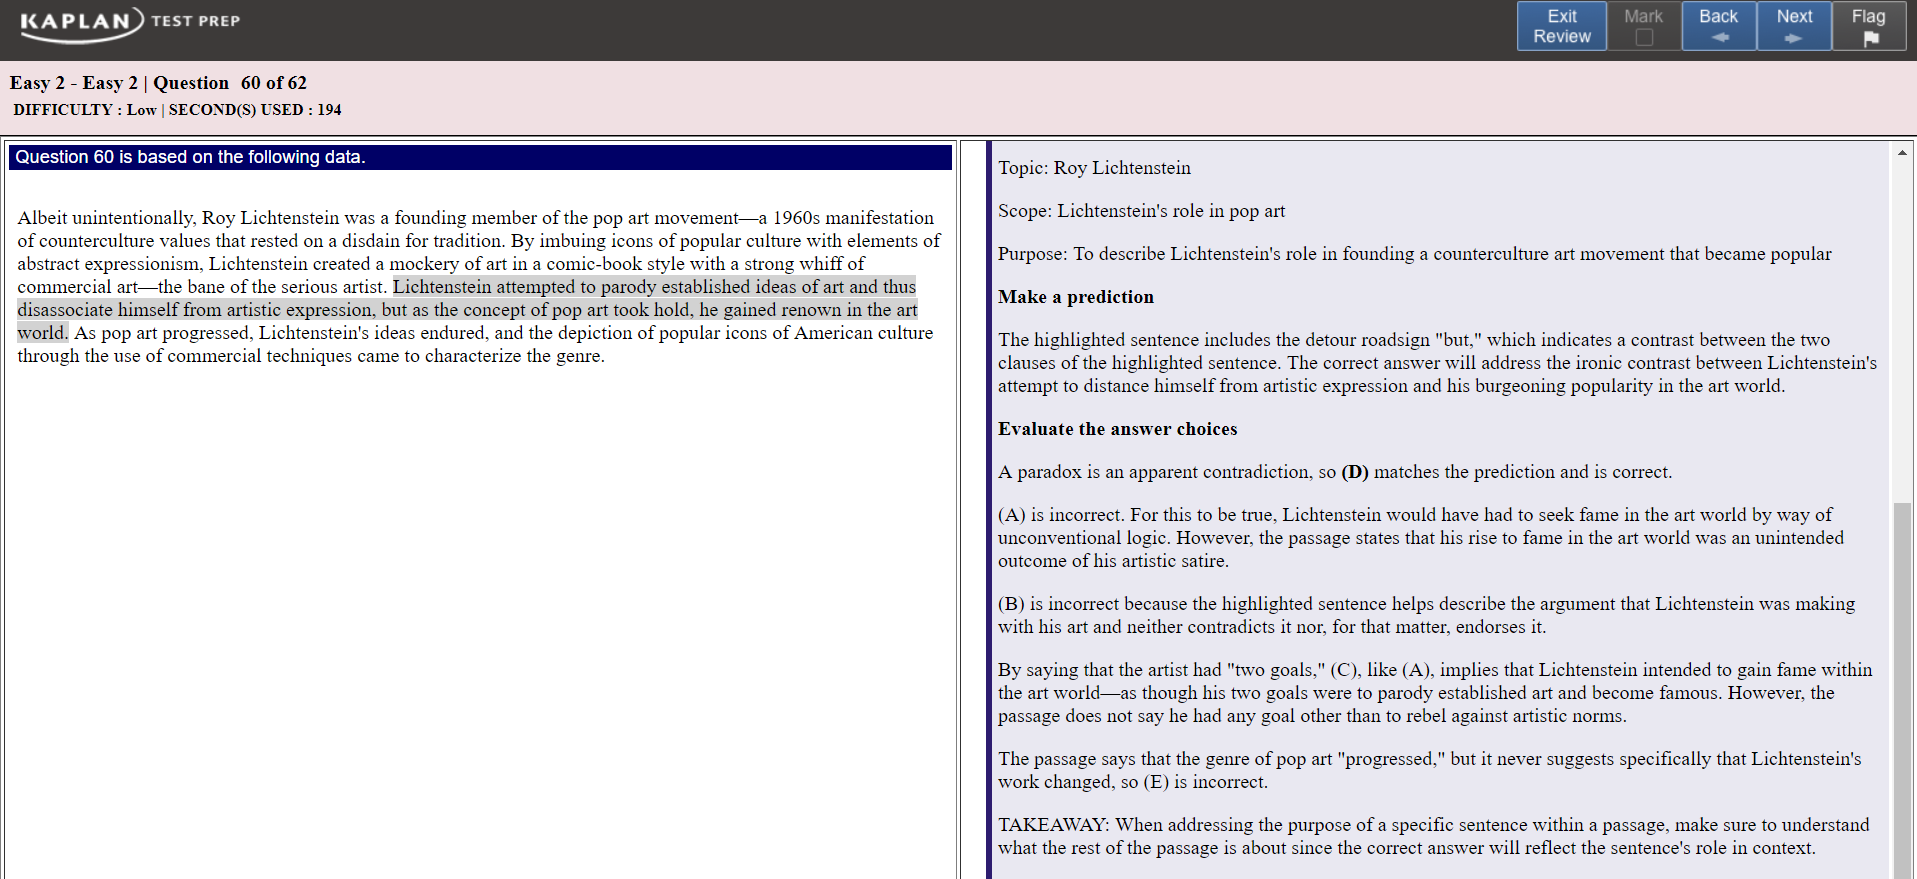 KAPLAN TEST PREP
Exit Review
Mark
Back
Next
Flag
Easy 2 - Easy 2 | Question 60 of 62
DIFFICULTY : Low | SECOND(S) USED : 194
Question 60 is based on the following data.
Albeit unintentionally, Roy Lichtenstein was a founding member of the pop art movement—a 1960s manifestation
of counterculture values that rested on a disdain for tradition. By imbuing icons of popular culture with elements of
abstract expressionism, Lichtenstein created a mockery of art in a comic-book style with a strong whiff of
commercial art—the bane of the serious artist. Lichtenstein attempted to parody established ideas of art and thus
disassociate himself from artistic expression, but as the concept of pop art took hold, he gained renown in the art
world. As pop art progressed, Lichtenstein's ideas endured, and the depiction of popular icons of American culture
through the use of commercial techniques came to characterize the genre.
Topic: Roy Lichtenstein
Scope: Lichtenstein's role in pop art
Purpose: To describe Lichtenstein's role in founding a counterculture art movement that became popular
Make a prediction
The highlighted sentence includes the detour roadsign "but," which indicates a contrast between the two
clauses of the highlighted sentence. The correct answer will address the ironic contrast between Lichtenstein's
attempt to distance himself from artistic expression and his burgeoning popularity in the art world.
Evaluate the answer choices
A paradox is an apparent contradiction, so (D) matches the prediction and is correct.
(A) is incorrect. For this to be true, Lichtenstein would have had to seek fame in the art world by way of
unconventional logic. However, the passage states that his rise to fame in the art world was an unintended
outcome of his artistic satire.
(B) is incorrect because the highlighted sentence helps describe the argument that Lichtenstein was making
with his art and neither contradicts it nor, for that matter, endorses it.
By saying that the artist had "two goals," (C), like (A), implies that Lichtenstein intended to gain fame within
the art world—as though his two goals were to parody established art and become famous. However, the
passage does not say he had any goal other than to rebel against artistic norms.
The passage says that the genre of pop art "progressed," but it never suggests specifically that Lichtenstein's
work changed, so (E) is incorrect.
TAKEAWAY: When addressing the purpose of a specific sentence within a passage, make sure to understand
what the rest of the passage is about since the correct answer will reflect the sentence's role in context.